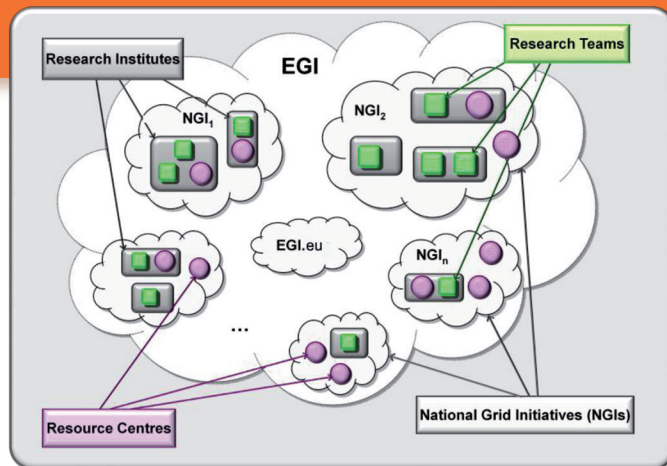 Research Institutes
EGI
Research Teams
NGI₁
NGI₂
EGI.eu
NGIₙ
...
Resource Centres
National Grid Initiatives (NGIs)